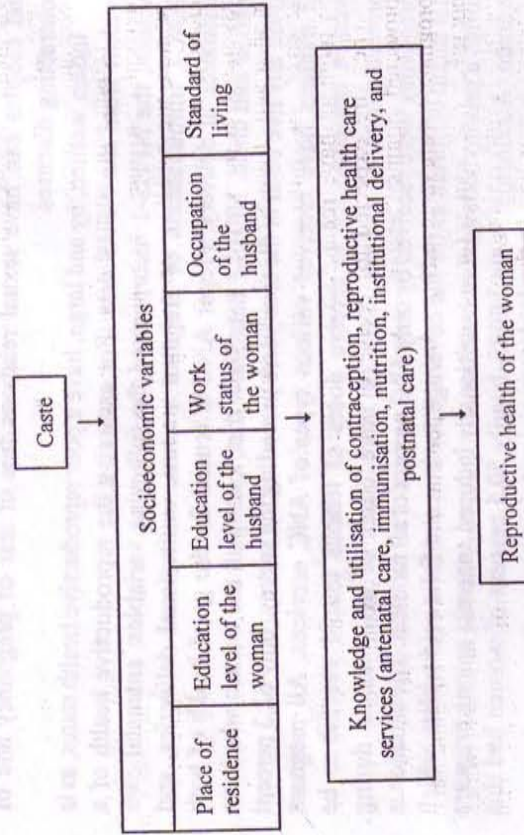 Caste
Socioeconomic variables
Place of
residence
Education
level of the
woman
Education
level of the
husband
Work
status of
the woman
Occupation
of the
husband
Standard of
living
Knowledge and utilisation of contraception, reproductive health care
services (antenatal care, immunisation, nutrition, institutional delivery, and
postnatal care)
Reproductive health of the woman